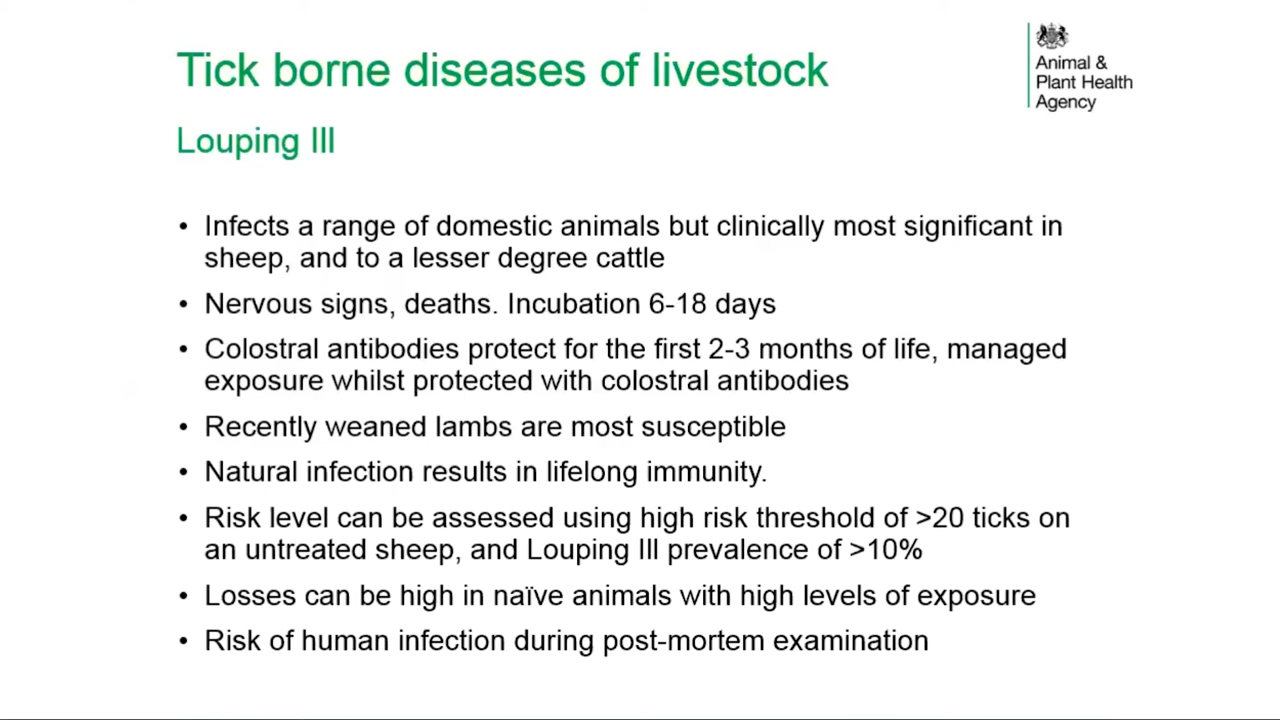 Tick borne diseases of livestock
Animal &
Plant Health
Agency
Louping Ill
• Infects a range of domestic animals but clinically most significant in
sheep, and to a lesser degree cattle
• Nervous signs, deaths. Incubation 6-18 days
• Colostral antibodies protect for the first 2-3 months of life, managed
exposure whilst protected with colostral antibodies
• Recently weaned lambs are most susceptible
• Natural infection results in lifelong immunity.
• Risk level can be assessed using high risk threshold of >20 ticks on
an untreated sheep, and Louping Ill prevalence of >10%
• Losses can be high in naïve animals with high levels of exposure
• Risk of human infection during post-mortem examination